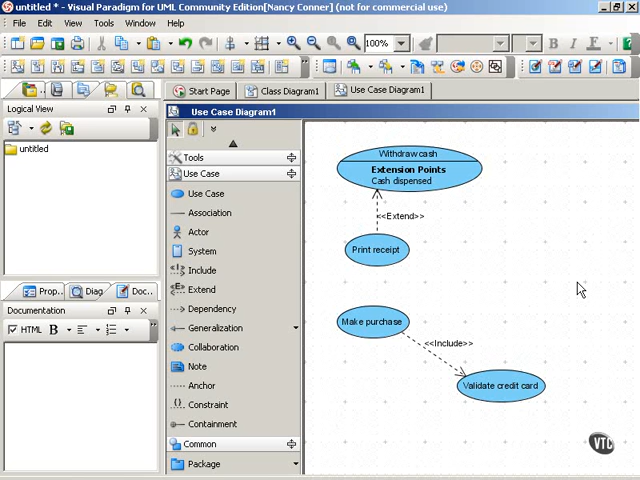 untitled * - Visual Paradigm for UML Community Edition[Nancy Conner] (not for commercial use)
File Edit View Tools Window Help
100%
Start Page Class Diagram1 Use Case Diagram1
Logical View
Use Case Diagram1
untitled
Tools
Use Case
Use Case
Association
Actor
System
Include
Extend
Dependency
Generalization
Collaboration
Note
Anchor
Constraint
Containment
Common
Package
Prop... Diag Doc...
Documentation
HTML B
B I
Withdraw cash
Extension Points
Cash dispensed
<<Extend>>
Print receipt
Make purchase
<<Include>>
Validate credit card
VTC